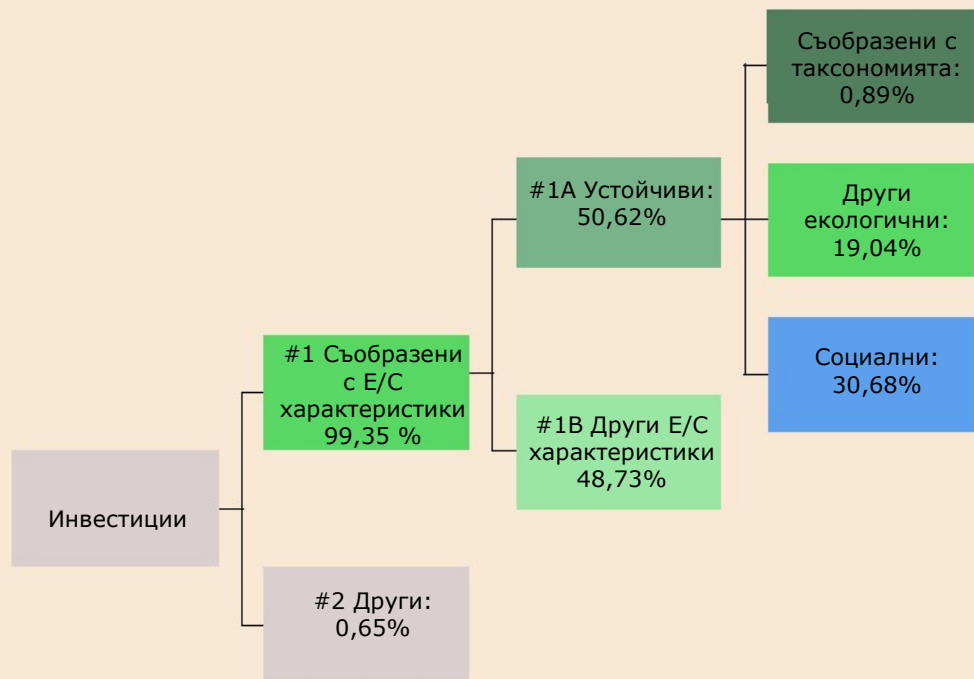 Съобразени с
таксономията:
0,89%
#1A Устойчиви:
50,62%
Други
екологични:
19,04%
#1 Съобразени
с Е/С
характеристики
99,35 %
Социални:
30,68%
#1B Други Е/С
характеристики
48,73%
Инвестиции
#2 Други:
0,65%